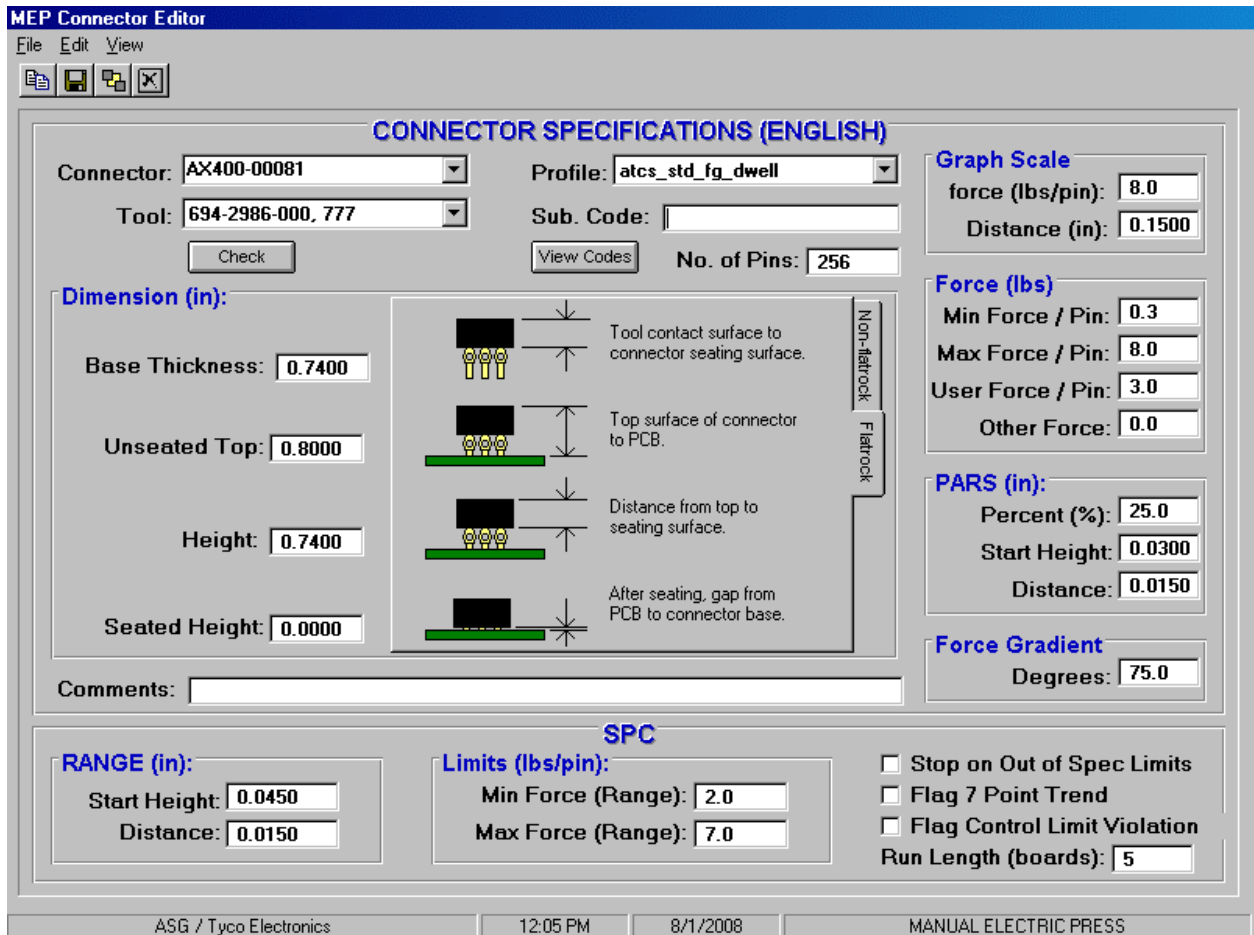 MEP Connector Editor
File Edit View
CONNECTOR SPECIFICATIONS (ENGLISH)
Connector: AX400-00081
Profile: atcs_std_fg_dwell
Tool: 694-2986-000, 777
Sub. Code:
Check
View Codes
No. of Pins: 256
Graph Scale
force (lbs/pin): 8.0
Distance (in): 0.1500
Dimension (in):
Base Thickness: 0.7400
Unseated Top: 0.8000
Height: 0.7400
Seated Height: 0.0000
Tool contact surface to
connector seating surface.
Top surface of connector
to PCB.
Distance from top to
seating surface.
After seating, gap from
PCB to connector base.
Non-flatrock
Flatrock
Force (lbs)
Min Force / Pin: 0.3
Max Force / Pin: 8.0
User Force / Pin: 3.0
Other Force: 0.0
PARS (in):
Percent (%): 25.0
Start Height: 0.0300
Distance: 0.0150
Force Gradient
Degrees: 75.0
Comments:
SPC
RANGE (in):
Start Height: 0.0450
Distance: 0.0150
Limits (lbs/pin):
Min Force (Range): 2.0
Max Force (Range): 7.0
Stop on Out of Spec Limits
Flag 7 Point Trend
Flag Control Limit Violation
Run Length (boards): 5
ASG / Tyco Electronics 12:05 PM 8/1/2008 MANUAL ELECTRIC PRESS